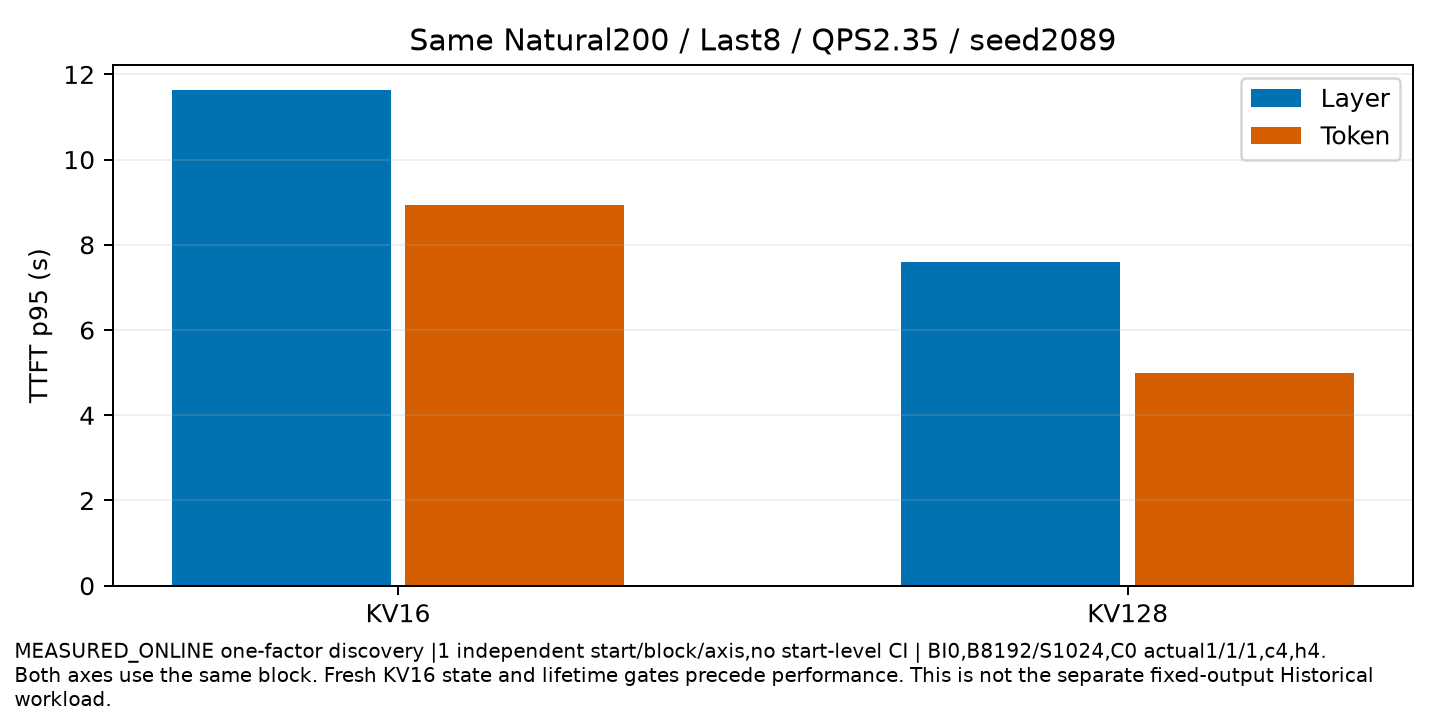 Same Natural200 / Last8 / QPS2.35 / seed2089
TTFT p95 (s)
12
10
8
6
4
2
0
Layer
Token
KV16
KV128
MEASURED_ONLINE one-factor discovery |1 independent start/block/axis,no start-level CI | BI0,B8192/S1024,C0 actual1/1/1,c4,h4.
Both axes use the same block. Fresh KV16 state and lifetime gates precede performance. This is not the separate fixed-output Historical
workload.